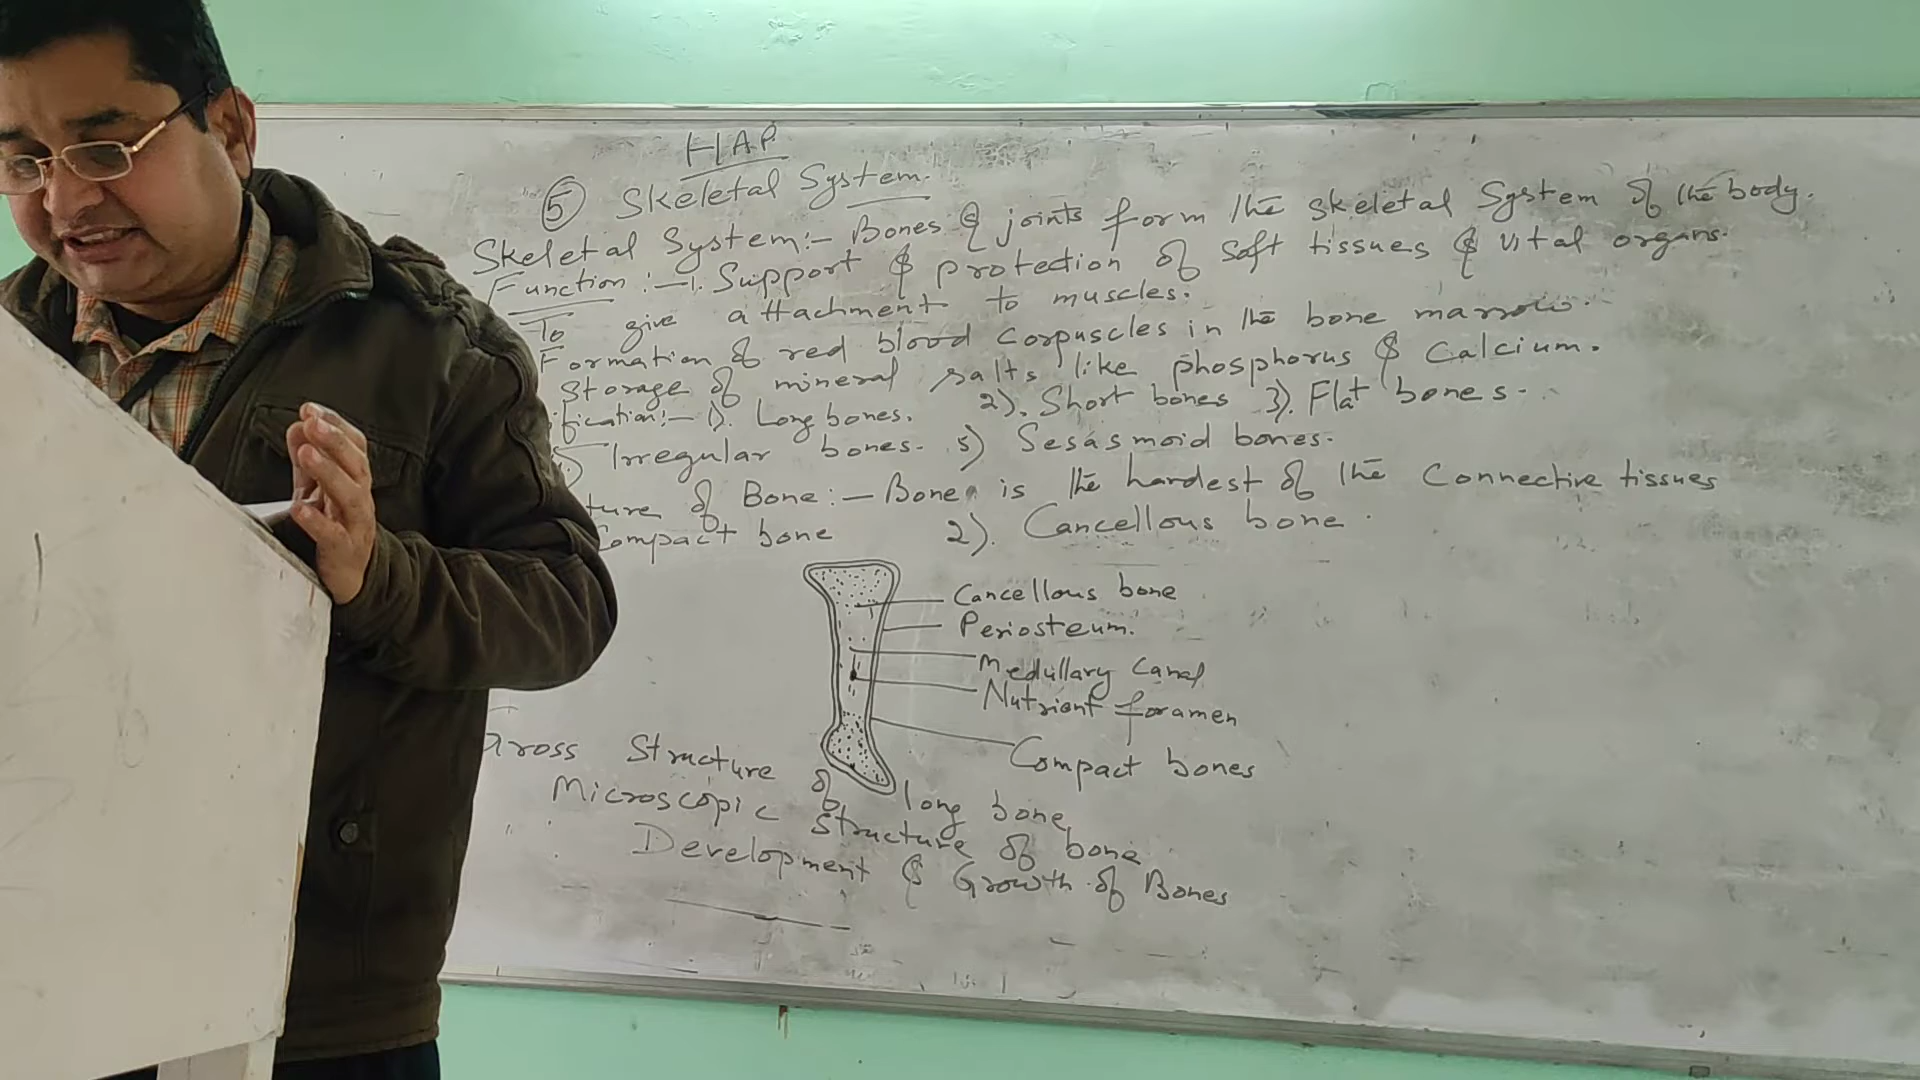 HAP
5 Skeletal System.
Skeletal System:- Bones & joints form the skeletal System of the body.
Function:-1. Support & protection of soft tissues & vital organs.
To give attachment to muscles.
Formation of red blood corpuscles in the bone marrow.
Storage of mineral salts like phosphorus & Calcium.
ification:- 1). Long bones. 2). Short bones 3). Flat bones.
Irregular bones. 5) Sesasmoid bones.
ture of Bone:- Bone is the hardest of the Connective tissues
Compact bone 2). Cancellous bone.
Cancellous bone
Periosteum.
Medullary Canal
Nutrient foramen
Compact bones
Gross Structure of long bone
Microscopic Structure of bone
Development & Growth of Bones